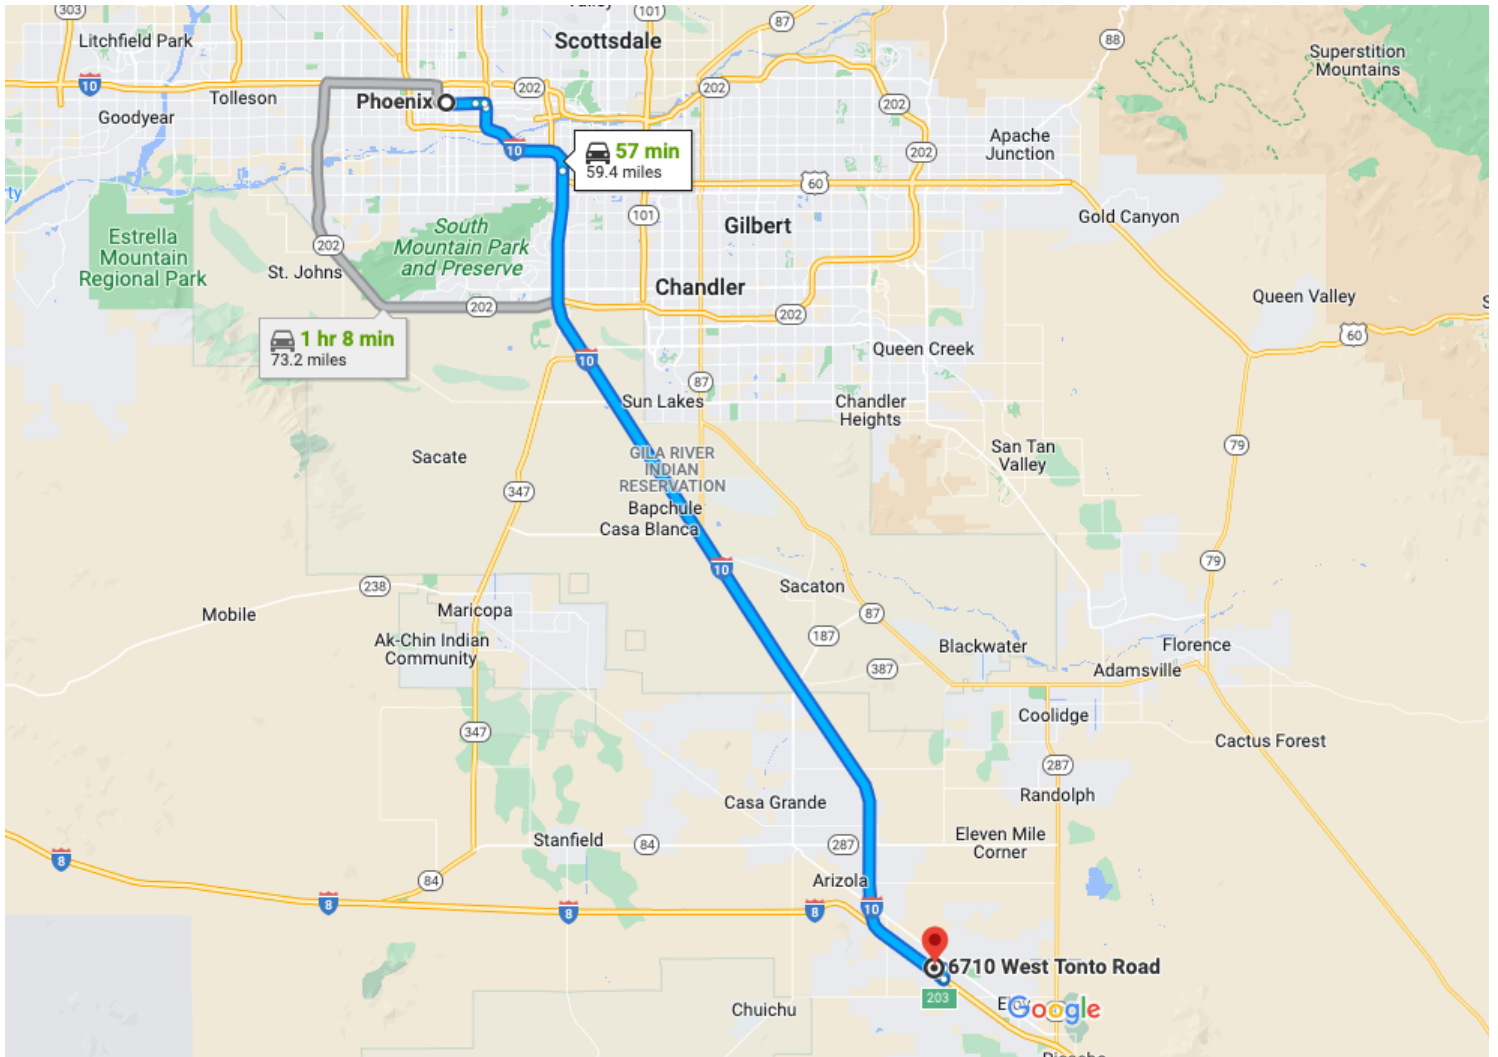 303
Litchfield Park
101
Scottsdale
87
88
Superstition
Mountains
10
Tolleson
Phoenix
202
202
202
Goodyear
10
57 min
59.4 miles
Apache
Junction
202
60
101
Gilbert
Gold Canyon
Estrella
Mountain
Regional Park
South
Mountain Park
and Preserve
202
St. Johns
Chandler
202
202
Queen Valley
60
1 hr 8 min
73.2 miles
10
Queen Creek
87
Sun Lakes
Chandler
Heights
Sacate
GILA RIVER
INDIAN
RESERVATION
San Tan
Valley
79
347
Bapchule
Casa Blanca
10
79
238
Sacaton
Mobile
Maricopa
87
187
Ak-Chin Indian
Community
Blackwater
Florence
387
Adamsville
Coolidge
347
Cactus Forest
287
Randolph
Casa Grande
Stanfield
84
287
Eleven Mile
Corner
8
84
Arizola
8
8
8
10
6710 West Tonto Road
203
Chuichu
Google